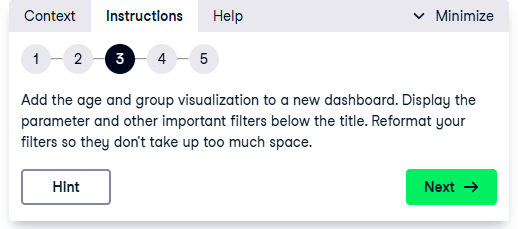 Context Instructions Help Minimize
1 2 3 4 5
Add the age and group visualization to a new dashboard. Display the
parameter and other important filters below the title. Reformat your
filters so they don't take up too much space.
Hint Next →